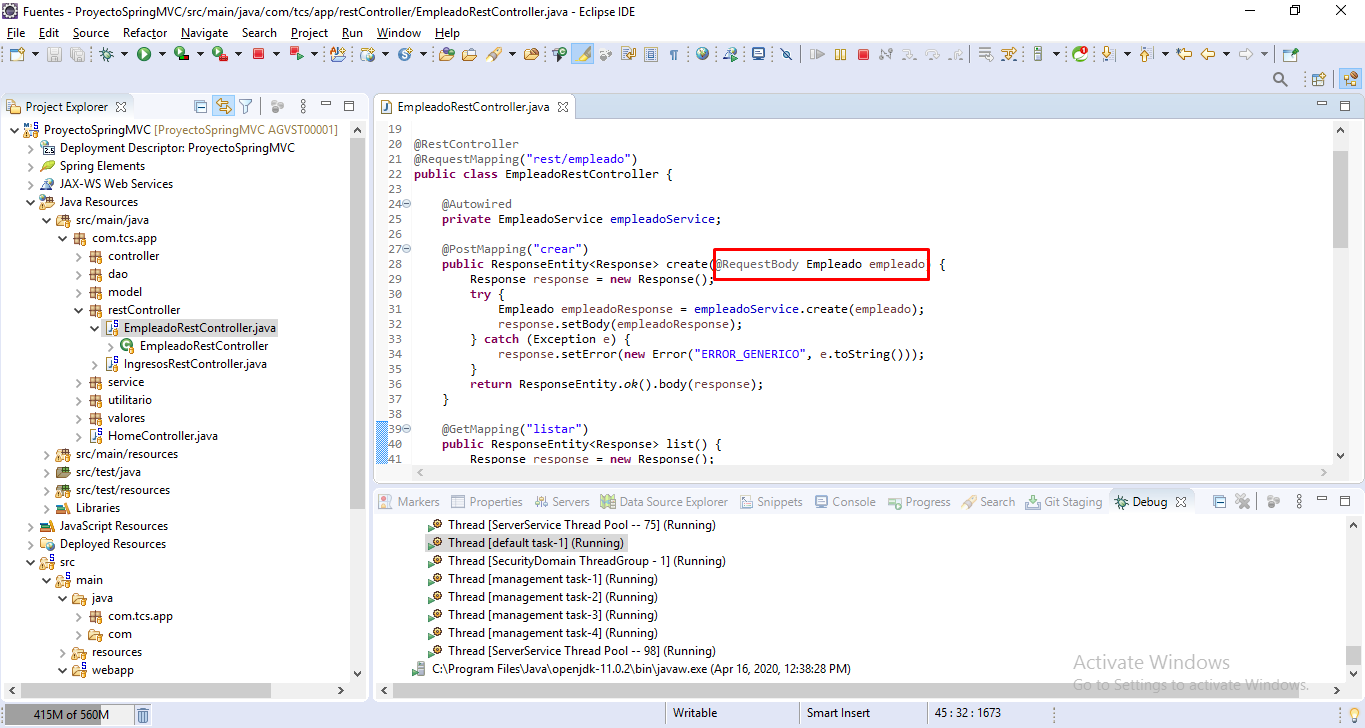 Fuentes - ProyectoSpringMVC/src/main/java/com/tcs/app/restController/EmpleadoRestController.java - Eclipse IDE
File Edit Source Refactor Navigate Search Project Run Window Help
Project Explorer
ProyectoSpringMVC [ProyectoSpringMVC AGVST00001]
Deployment Descriptor: ProyectoSpringMVC
Spring Elements
JAX-WS Web Services
Java Resources
src/main/java
com.tcs.app
controller
dao
model
restController
EmpleadoRestController.java
EmpleadoRestController
IngresosRestController.java
service
utilitario
valores
HomeController.java
src/main/resources
src/test/java
src/test/resources
Libraries
JavaScript Resources
Deployed Resources
src
main
java
com.tcs.app
com
resources
webapp
EmpleadoRestController.java
19
20 @RestController
21 @RequestMapping("rest/empleado")
22 public class EmpleadoRestController {
23
24 @Autowired
25 private EmpleadoService empleadoService;
26
27 @PostMapping("crear")
28 public ResponseEntity<Response> create(@RequestBody Empleado empleado) {
29 Response response = new Response();
30 try {
31 Empleado empleadoResponse = empleadoService.create(empleado);
32 response.setBody(empleadoResponse);
33 } catch (Exception e) {
34 response.setError(new Error("ERROR_GENERICO", e.toString()));
35 }
36 return ResponseEntity.ok().body(response);
37 }
38
39 @GetMapping("listar")
40 public ResponseEntity<Response> list() {
41 Response response = new Response();
Markers Properties Servers Data Source Explorer Snippets Console Progress Search Git Staging Debug
Thread [ServerService Thread Pool -- 75] (Running)
Thread [default task-1] (Running)
Thread [SecurityDomain ThreadGroup - 1] (Running)
Thread [management task-1] (Running)
Thread [management task-2] (Running)
Thread [management task-3] (Running)
Thread [management task-4] (Running)
Thread [ServerService Thread Pool -- 98] (Running)
C:\Program Files\Java\openjdk-11.0.2\bin\javaw.exe (Apr 16, 2020, 12:38:28 PM)
Activate Windows
Go to Settings to activate Windows.
415M of 560M
Writable
Smart Insert
45 : 32 : 1673